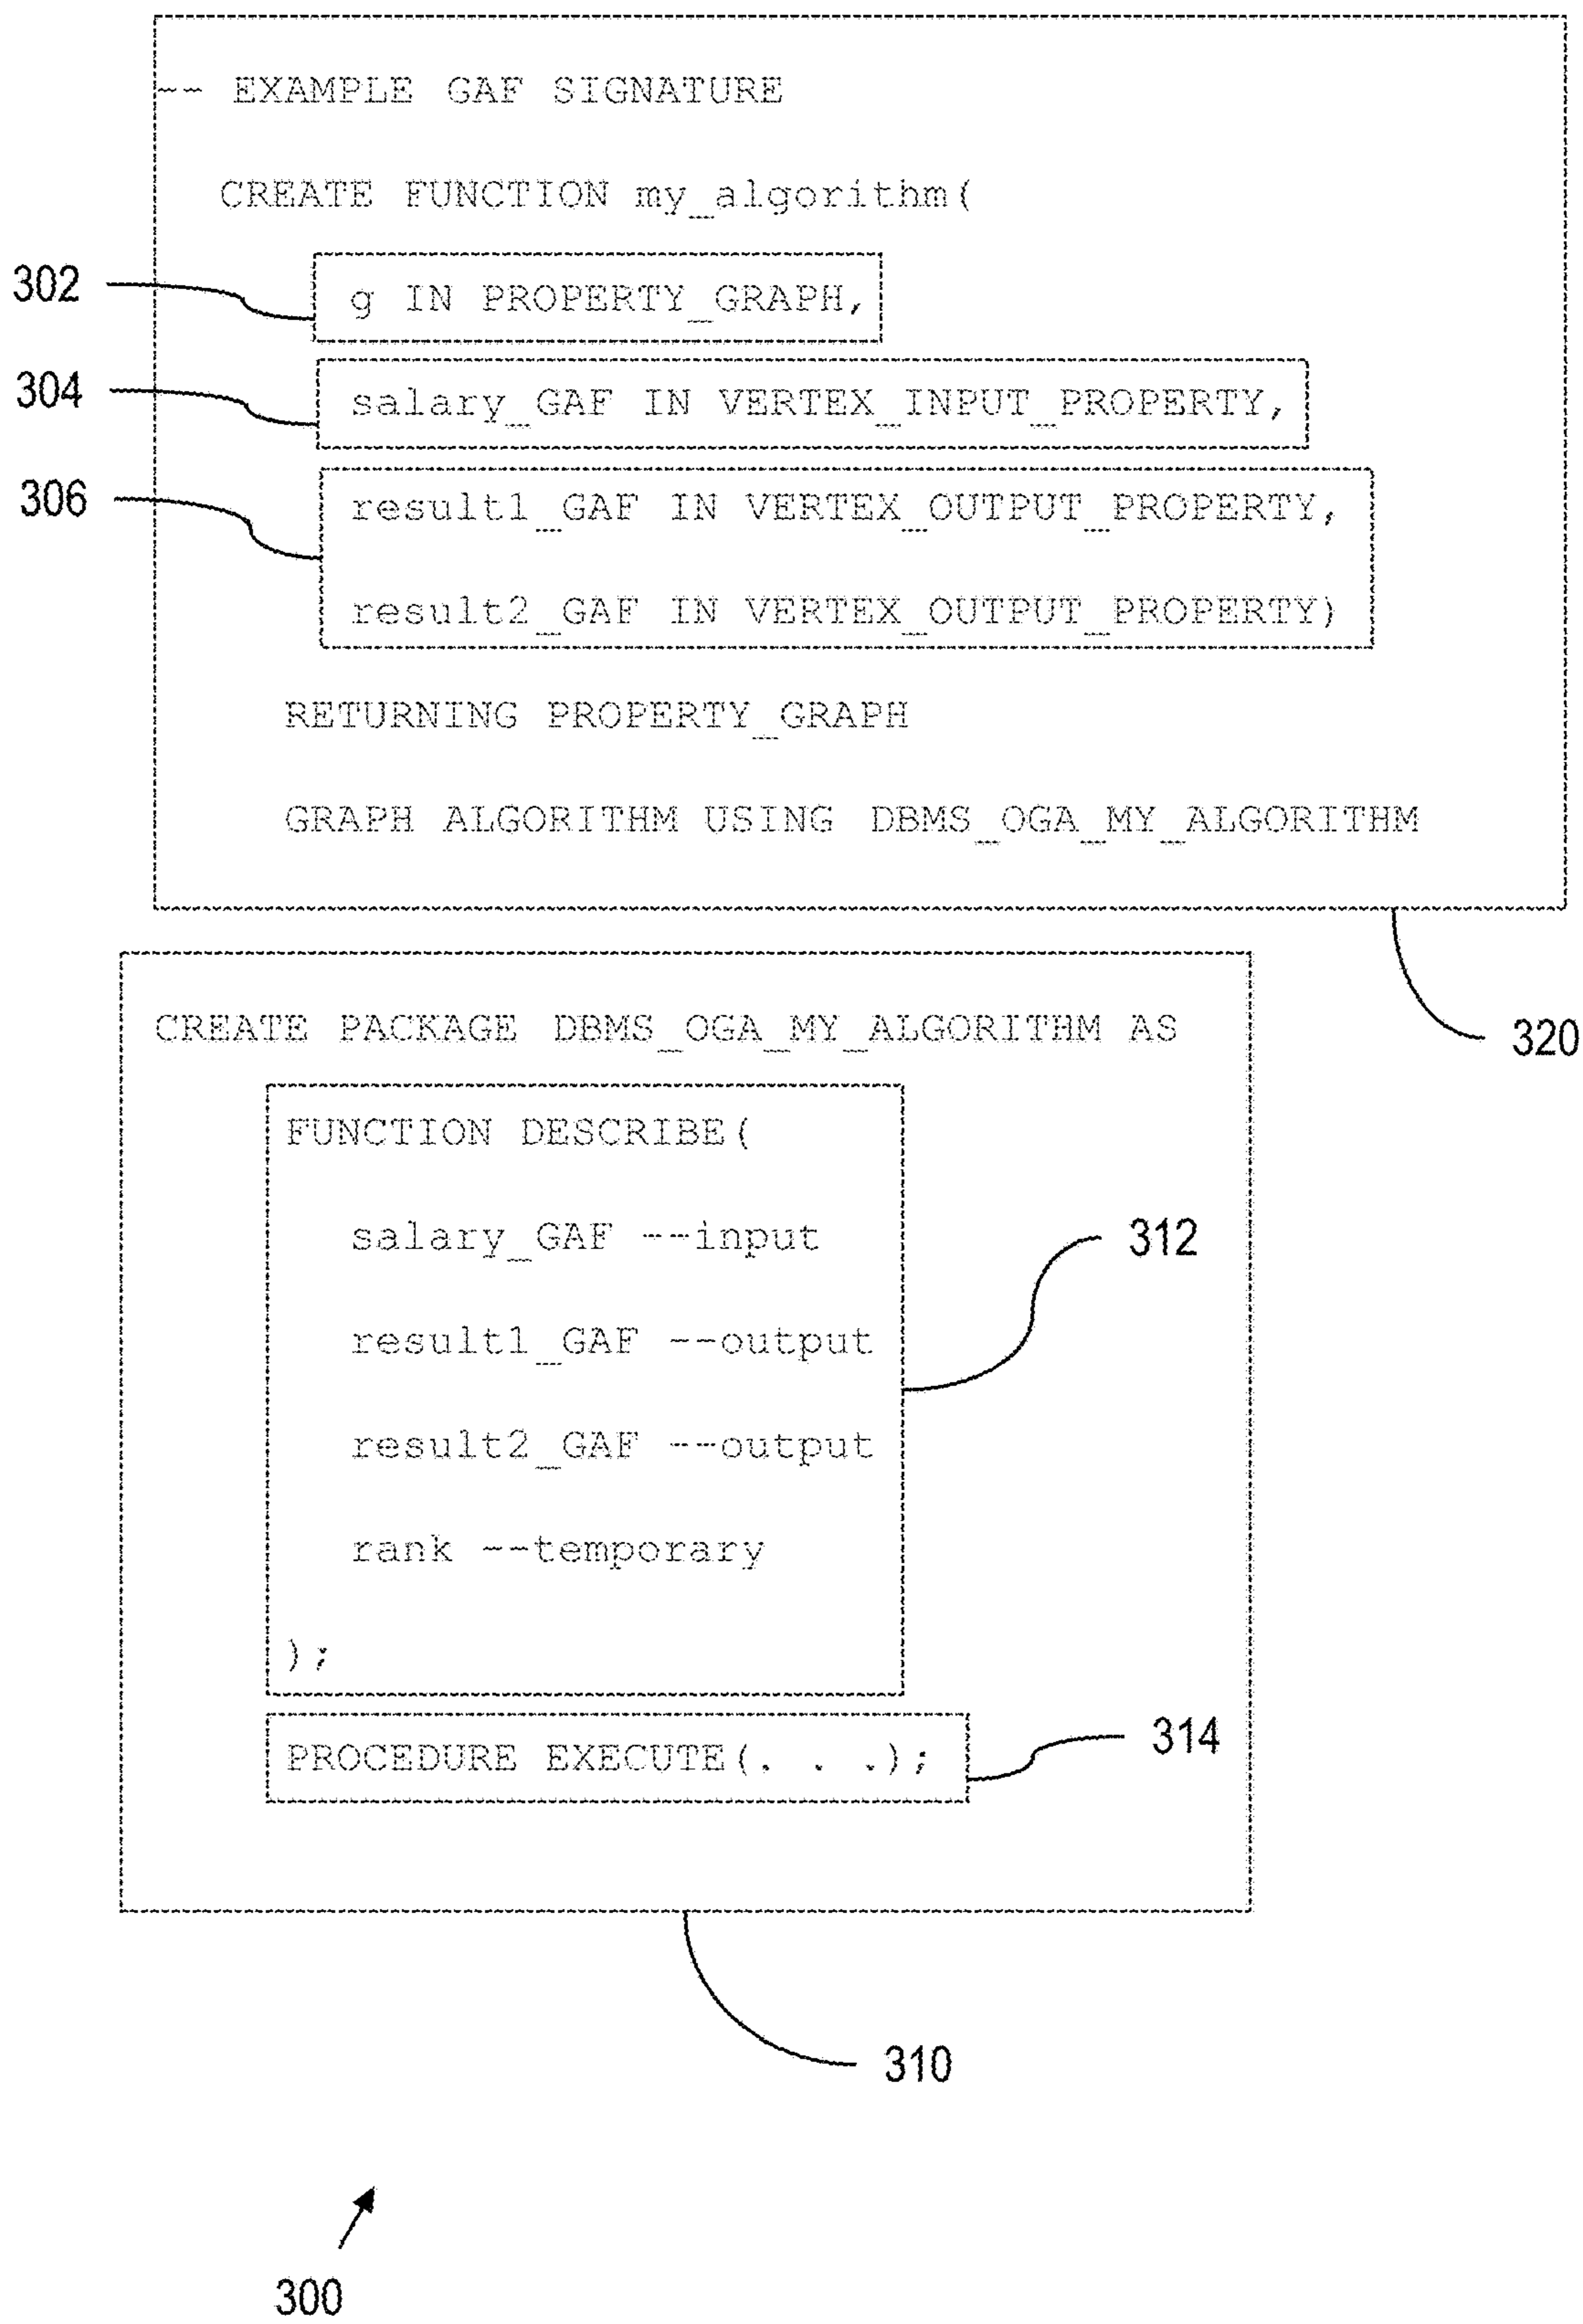 -- EXAMPLE GAF SIGNATURE
CREATE FUNCTION my_algorithm(
302
g IN PROPERTY_GRAPH,
304
salary_GAF IN VERTEX_INPUT_PROPERTY,
306
result1_GAF IN VERTEX_OUTPUT_PROPERTY,
result2_GAF IN VERTEX_OUTPUT_PROPERTY)
RETURNING PROPERTY_GRAPH
GRAPH ALGORITHM USING DBMS_OGA_MY_ALGORITHM
320
CREATE PACKAGE DBMS_OGA_MY_ALGORITHM AS
FUNCTION DESCRIBE(
salary_GAF --input
312
result1_GAF --output
result2_GAF --output
rank --temporary
);
314
PROCEDURE EXECUTE(. . .);
310
300